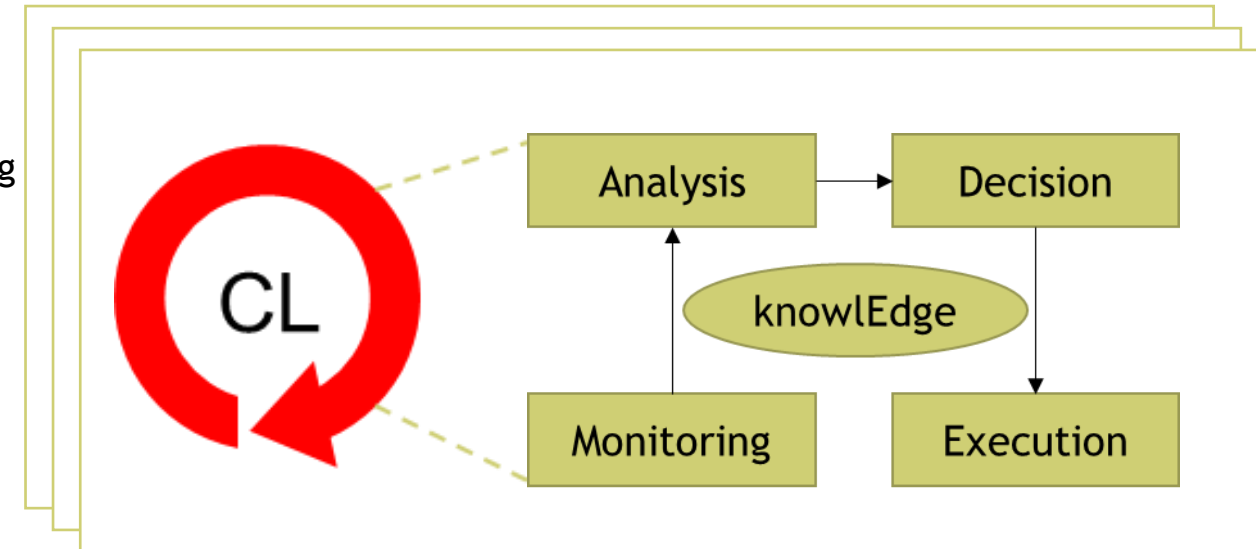 CL
Analysis
Decision
knowlEdge
Monitoring
Execution